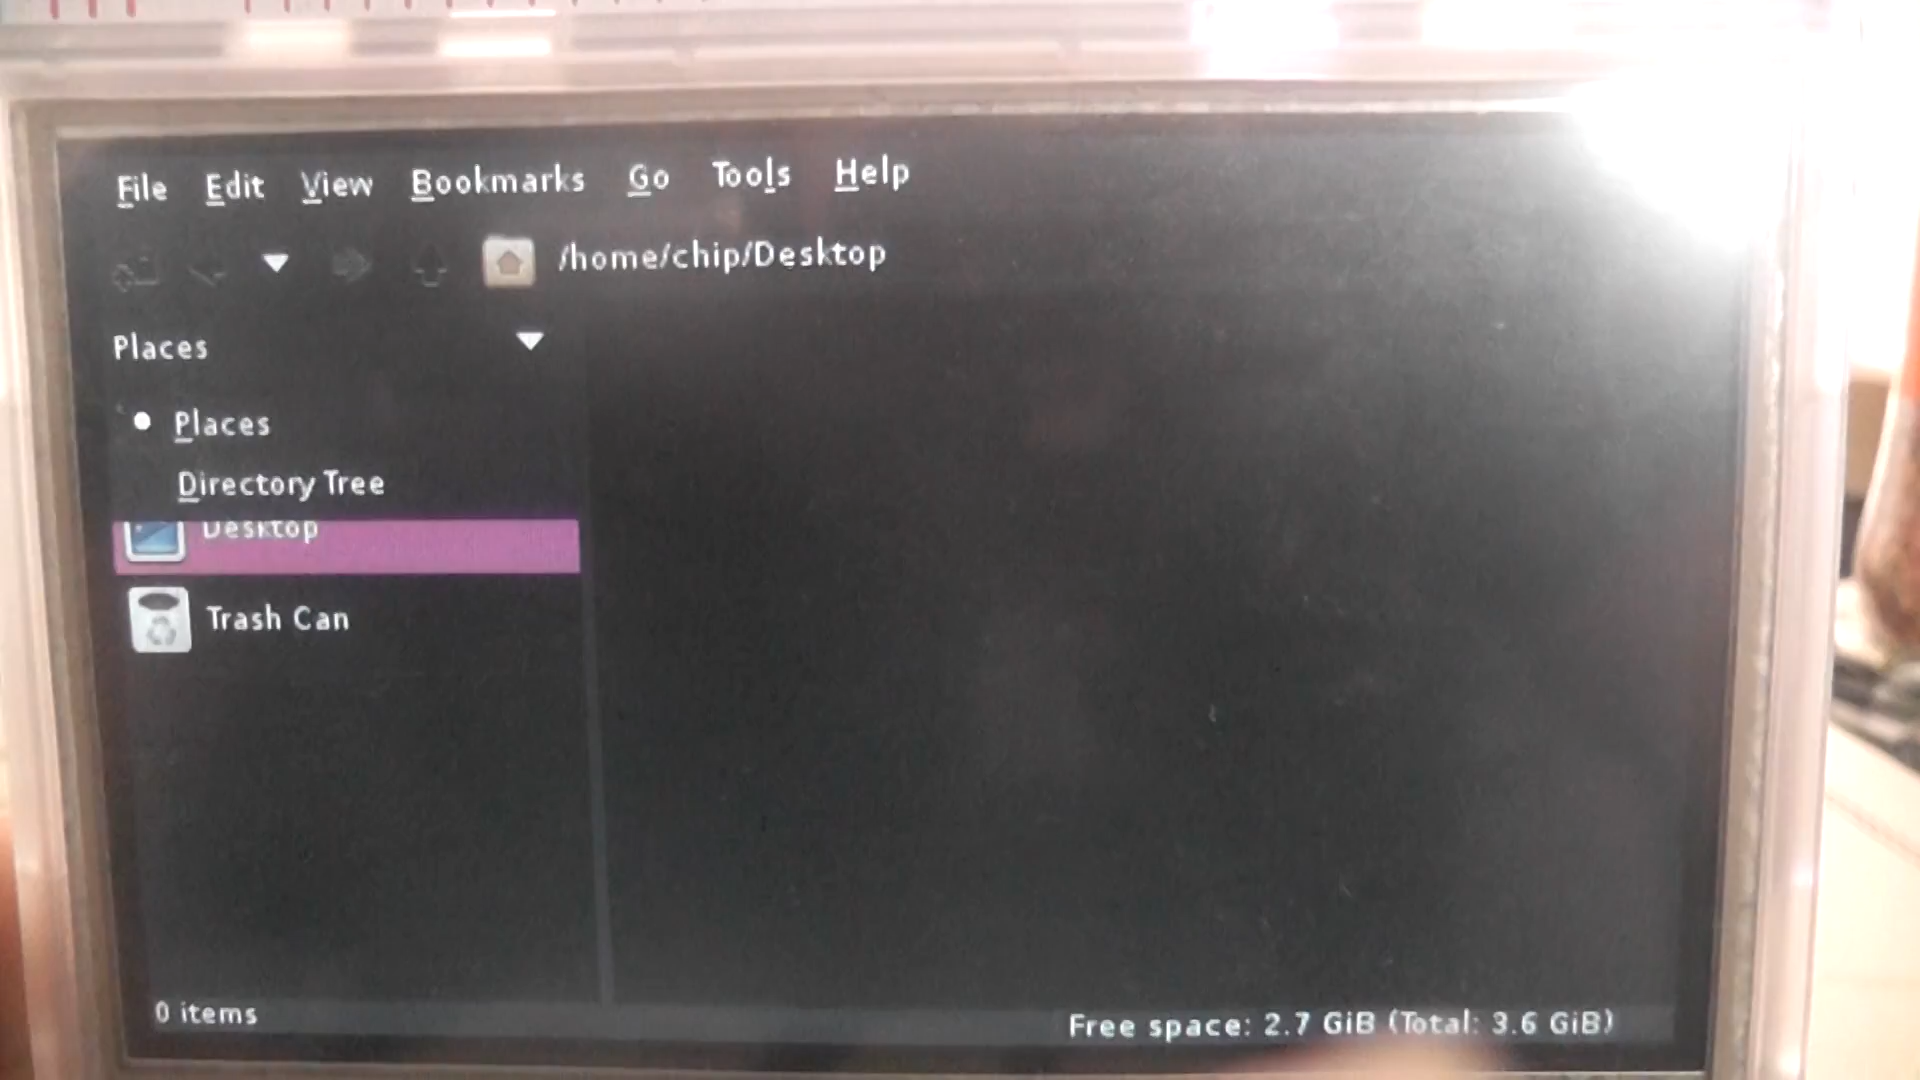 File Edit View Bookmarks Go Tools Help
/home/chip/Desktop
Places
Places
Directory Tree
Desktop
Trash Can
0 items
Free space: 2.7 GiB (Total: 3.6 GiB)